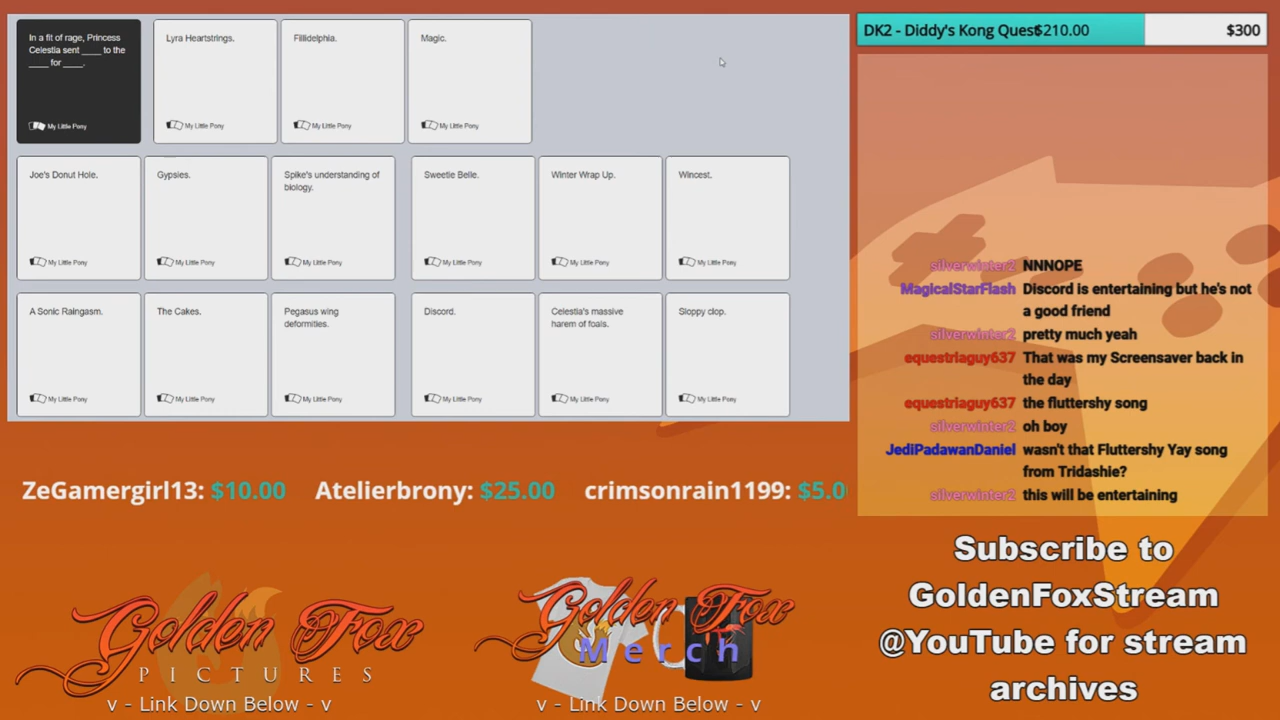 In a fit of rage, Princess
Celestia sent ____ to the
____ for ____.
My Little Pony
Lyra Heartstrings.
My Little Pony
Fillidelphia.
My Little Pony
Magic.
My Little Pony
Joe's Donut Hole.
My Little Pony
Gypsies.
My Little Pony
Spike's understanding of
biology.
My Little Pony
Sweetie Belle.
My Little Pony
Winter Wrap Up.
My Little Pony
Wincest.
My Little Pony
A Sonic Raingasm.
My Little Pony
The Cakes.
My Little Pony
Pegasus wing
deformities.
My Little Pony
Discord.
My Little Pony
Celestia's massive
harem of foals.
My Little Pony
Sloppy clop.
My Little Pony
DK2 - Diddy's Kong Quest $210.00 $300
silverwinter2 NNNOPE
MagicalStarFlash Discord is entertaining but he's not
a good friend
silverwinter2 pretty much yeah
equestriaguy637 That was my Screensaver back in
the day
equestriaguy637 the fluttershy song
silverwinter2 oh boy
JediPadawanDaniel wasn't that Fluttershy Yay song
from Tridashie?
silverwinter2 this will be entertaining
ZeGamergirl13: $10.00 Atelierbrony: $25.00 crimsonrain1199: $5.0
Golden Fox
PICTURES
v - Link Down Below - v
Golden Fox
Merch
v - Link Down Below - v
Subscribe to
GoldenFoxStream
@YouTube for stream
archives